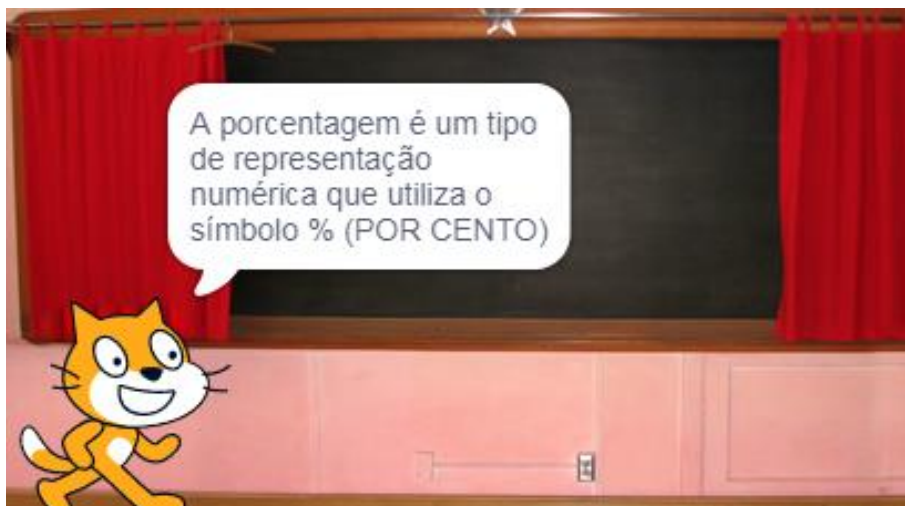 A porcentagem é um tipo
de representação
numérica que utiliza o
símbolo % (POR CENTO)